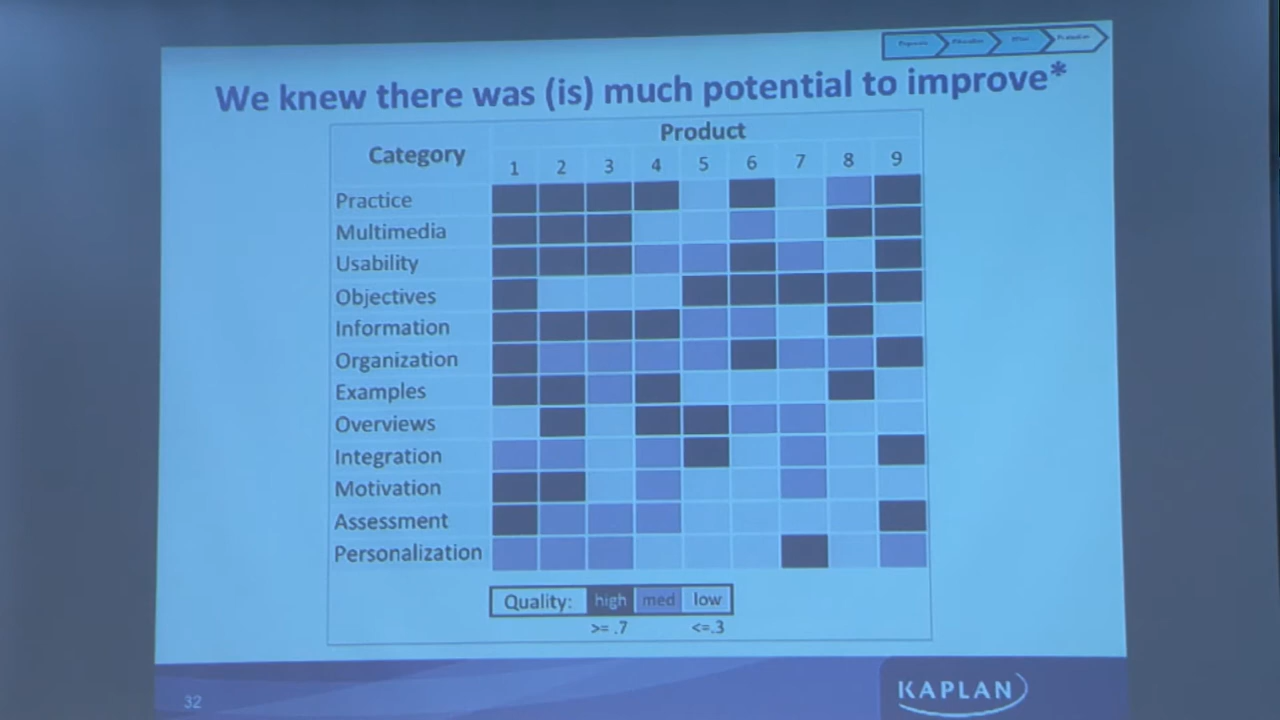 We knew there was (is) much potential to improve*
Product
Category
1 2 3 4 5 6 7 8 9
Practice
Multimedia
Usability
Objectives
Information
Organization
Examples
Overviews
Integration
Motivation
Assessment
Personalization
Quality: high med low
>= .7 <=.3
32
KAPLAN